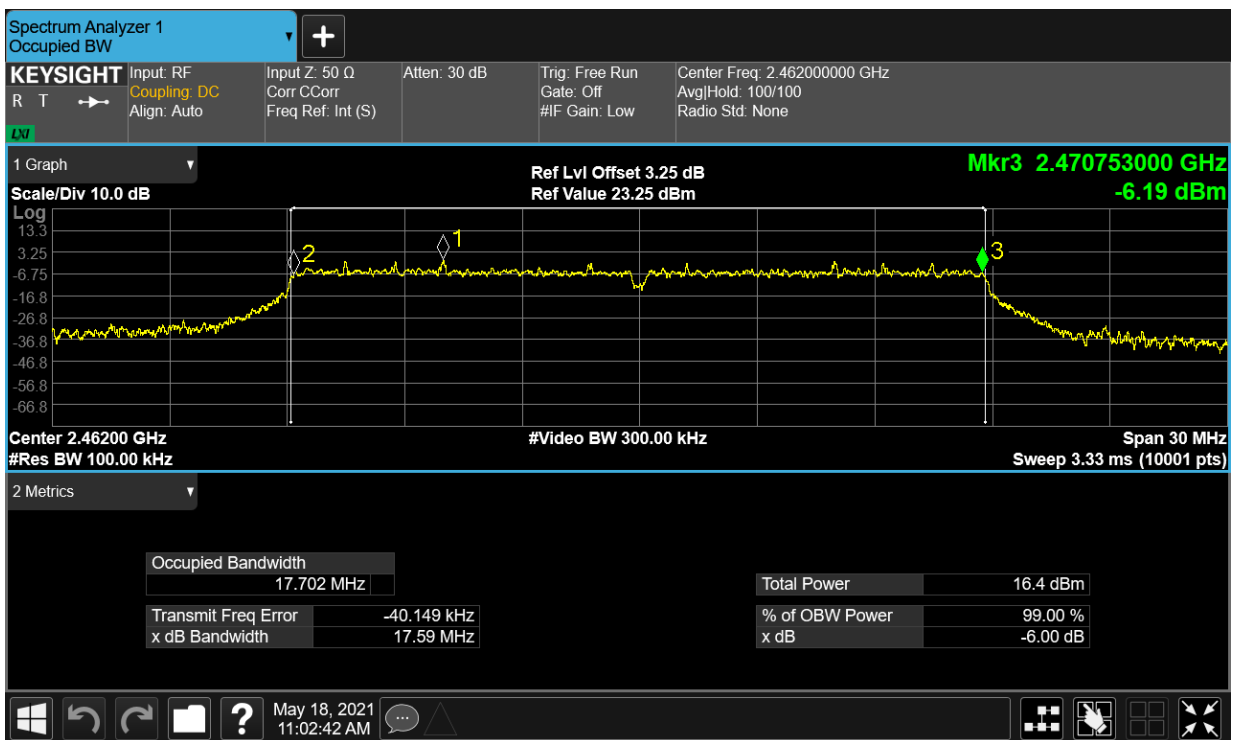 Spectrum Analyzer 1
Occupied BW
▼
+
KEYSIGHT
R T
LXI
Input: RF
Coupling: DC
Align: Auto
Input Z: 50 Ω
Corr CCorr
Freq Ref: Int (S)
Atten: 30 dB
Trig: Free Run
Gate: Off
#IF Gain: Low
Center Freq: 2.462000000 GHz
Avg|Hold: 100/100
Radio Std: None
1 Graph ▼
Scale/Div 10.0 dB
Ref Lvl Offset 3.25 dB
Ref Value 23.25 dBm
Mkr3 2.470753000 GHz
-6.19 dBm
Log
13.3
3.25
-6.75
-16.8
-26.8
-36.8
-46.8
-56.8
-66.8
2
1
3
Center 2.46200 GHz
#Video BW 300.00 kHz
Span 30 MHz
#Res BW 100.00 kHz
Sweep 3.33 ms (10001 pts)
2 Metrics ▼
Occupied Bandwidth
17.702 MHz
Total Power 16.4 dBm
Transmit Freq Error -40.149 kHz
% of OBW Power 99.00 %
x dB Bandwidth 17.59 MHz
x dB -6.00 dB
?
May 18, 2021
11:02:42 AM